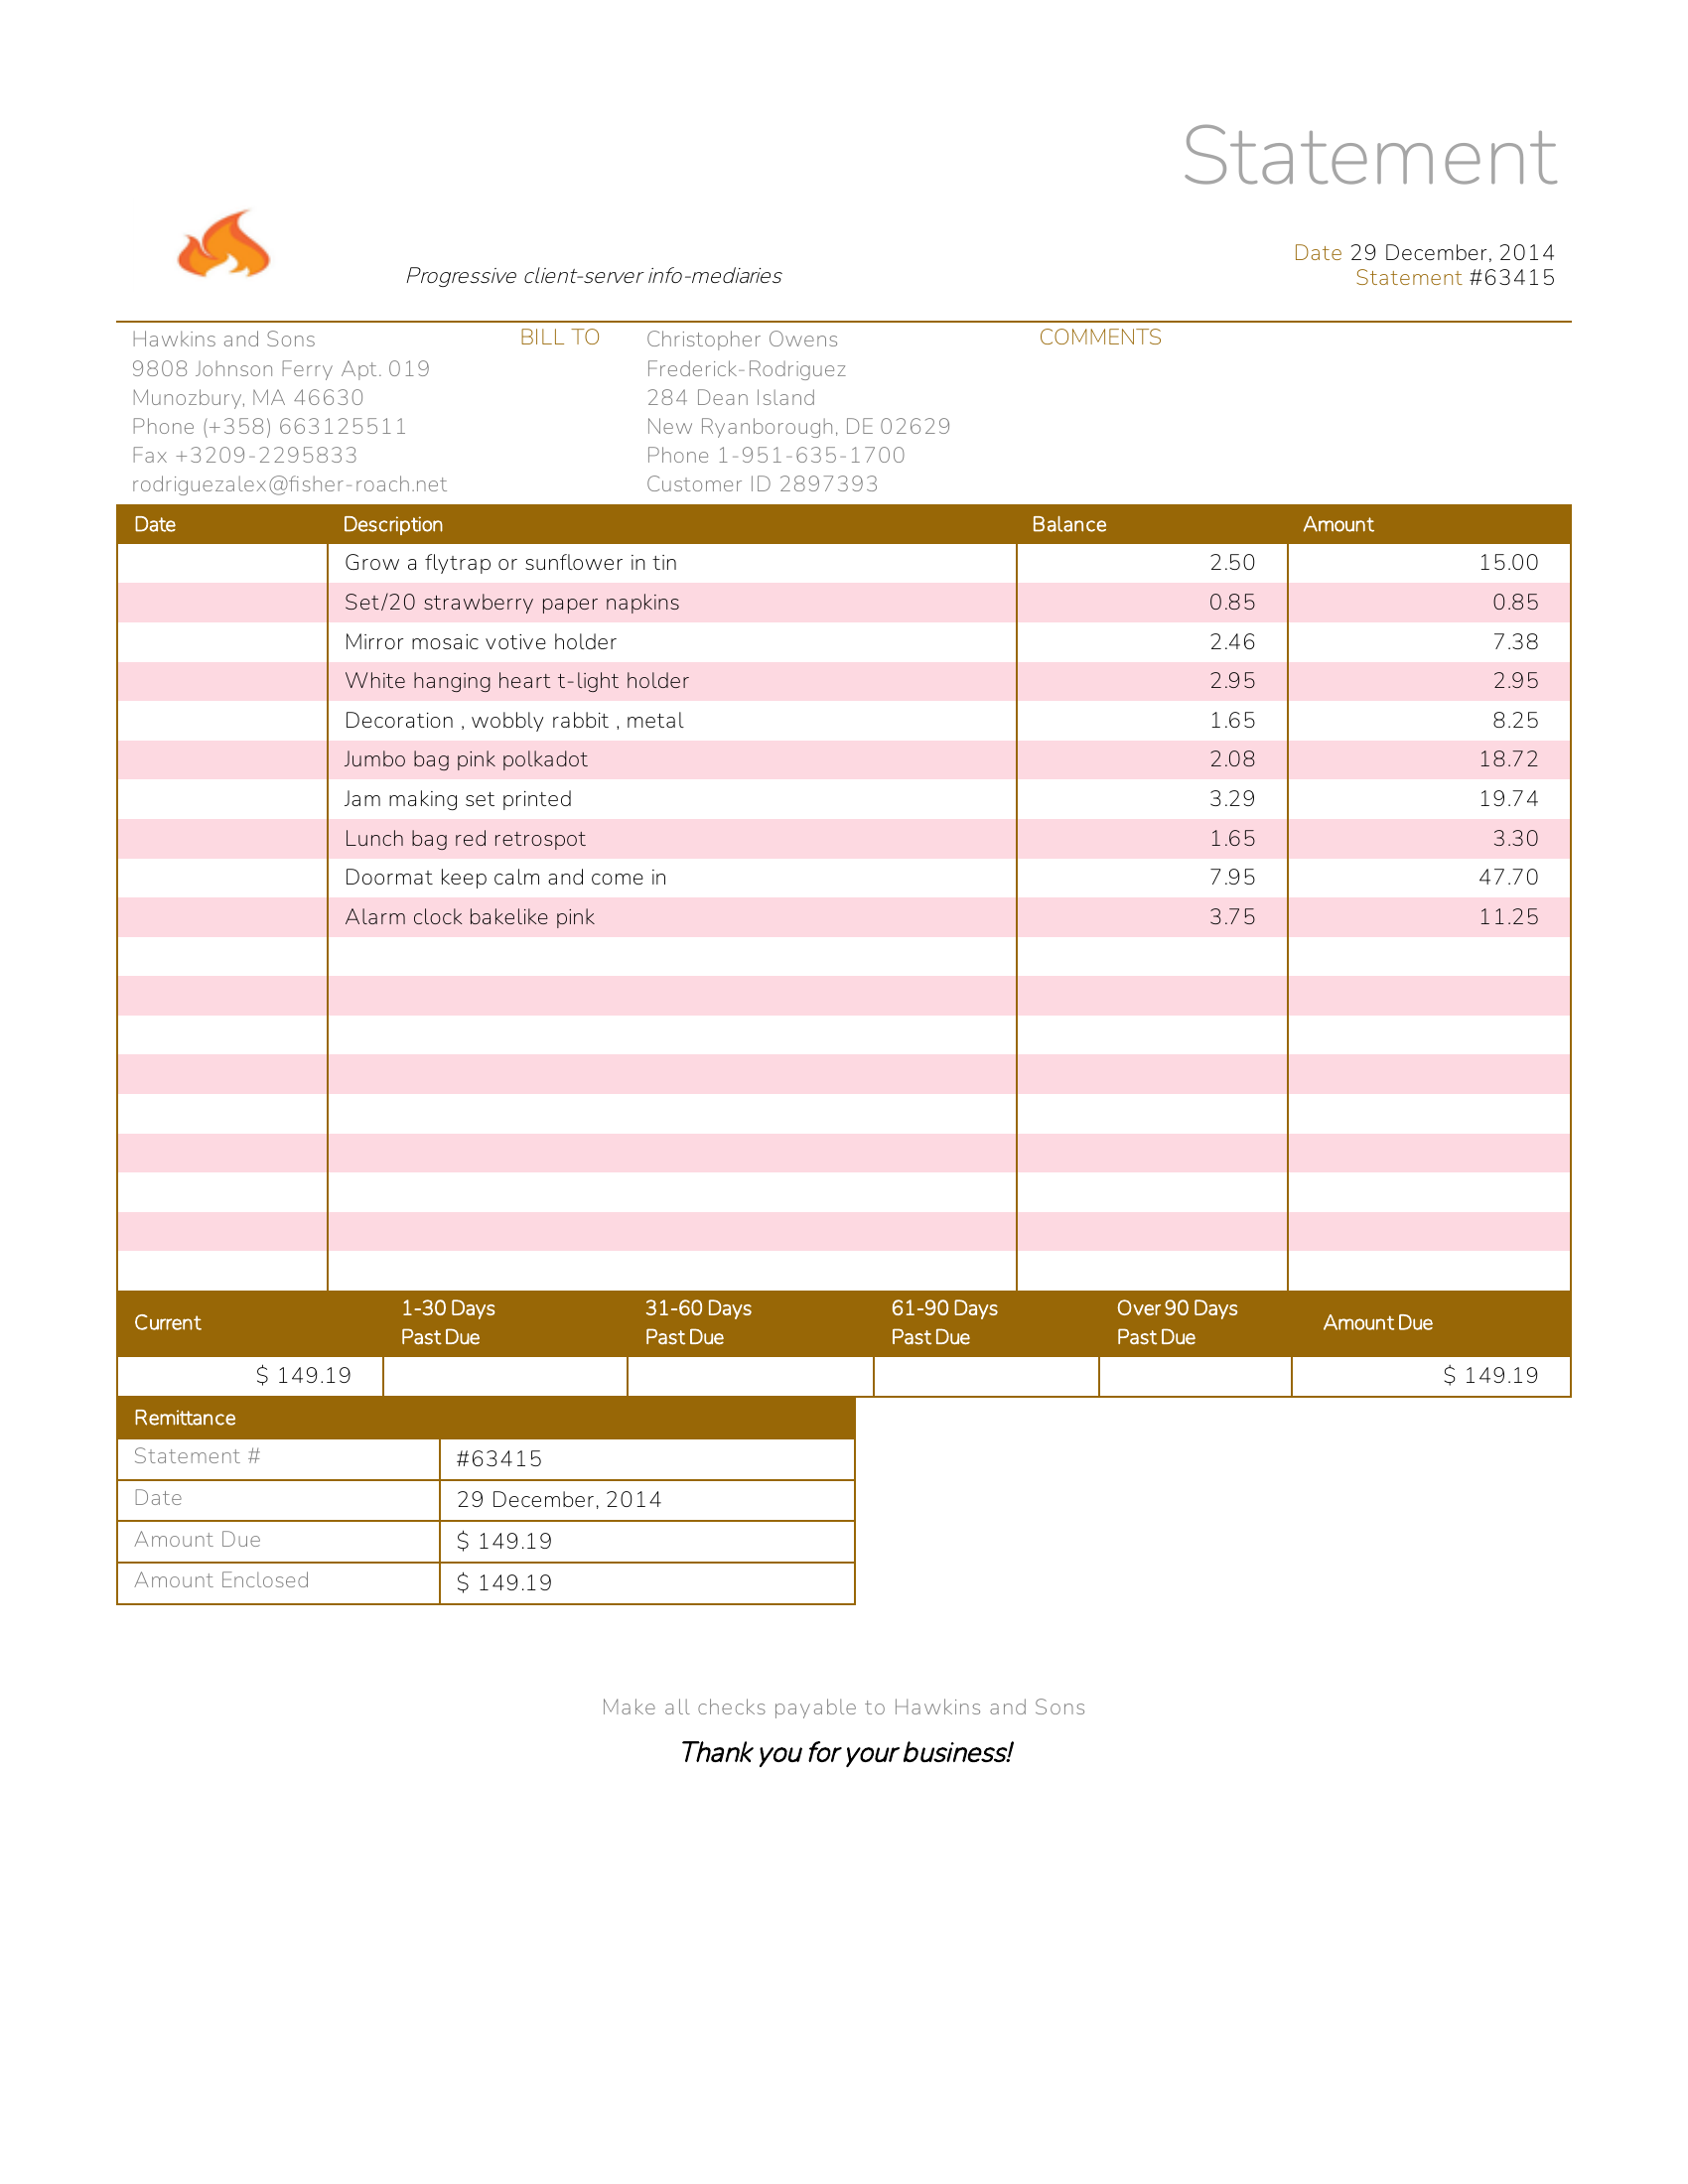 Statement
Progressive client-server info-mediaries
Date 29 December, 2014
Statement #63415
Hawkins and Sons
9808 Johnson Ferry Apt. 019
Munozbury, MA 46630
Phone (+358) 663125511
Fax +3209-2295833
rodriguezalex@fisher-roach.net
BILL TO
Christopher Owens
Frederick-Rodriguez
284 Dean Island
New Ryanborough, DE 02629
Phone 1-951-635-1700
Customer ID 2897393
COMMENTS
Date Description Balance Amount
Grow a flytrap or sunflower in tin 2.50 15.00
Set/20 strawberry paper napkins 0.85 0.85
Mirror mosaic votive holder 2.46 7.38
White hanging heart t-light holder 2.95 2.95
Decoration , wobbly rabbit , metal 1.65 8.25
Jumbo bag pink polkadot 2.08 18.72
Jam making set printed 3.29 19.74
Lunch bag red retrospot 1.65 3.30
Doormat keep calm and come in 7.95 47.70
Alarm clock bakelike pink 3.75 11.25
Current
1-30 Days
Past Due
31-60 Days
Past Due
61-90 Days
Past Due
Over 90 Days
Past Due
Amount Due
$ 149.19 $ 149.19
Remittance
Statement # #63415
Date 29 December, 2014
Amount Due $ 149.19
Amount Enclosed $ 149.19
Make all checks payable to Hawkins and Sons
Thank you for your business!